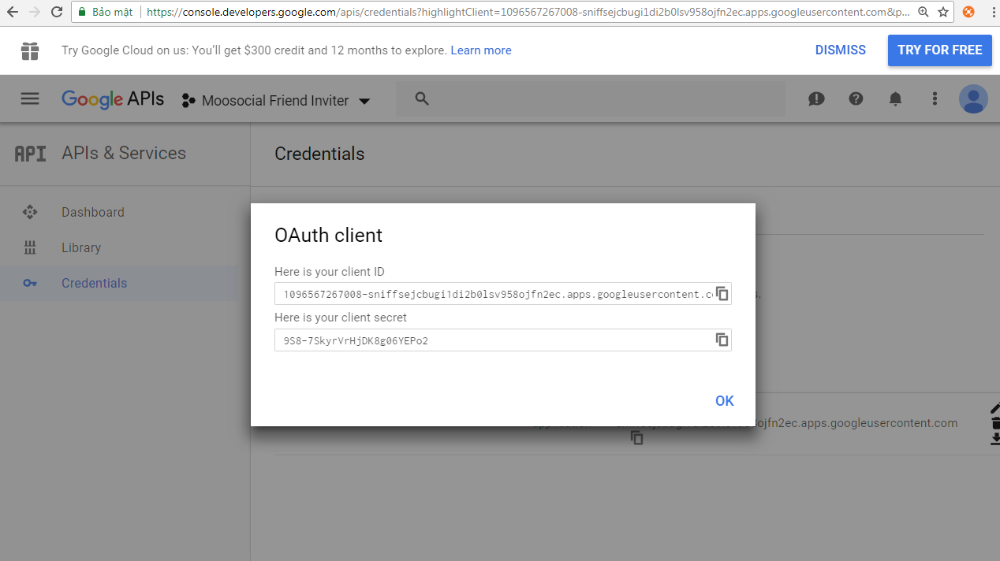 Bảo mật
https://console.developers.google.com/apis/credentials?highlightClient=1096567267008-sniffsejcbugi1di2b0lsv958ojfn2ec.apps.googleusercontent.com&p...
Try Google Cloud on us: You’ll get $300 credit and 12 months to explore. Learn more
DISMISS
TRY FOR FREE
Google APIs
Moosocial Friend Inviter
API APIs & Services
Credentials
Dashboard
Library
Credentials
OAuth client
Here is your client ID
1096567267008-sniffsejcbugi1di2b0lsv958ojfn2ec.apps.googleusercontent.c
Here is your client secret
9S8-7SkyrVrHjDK8g06YEPo2
OK
ojfn2ec.apps.googleusercontent.com